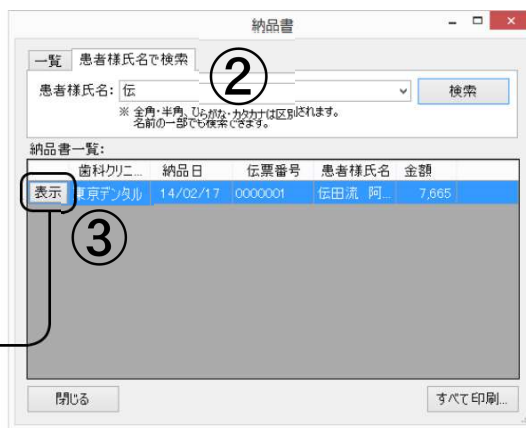 納品書
一覧 患者様氏名で検索
②
患者様氏名: 伝 検索
※ 全角・半角、ひらがな・カタカナは区別されます。
名前の一部でも検索できます。
納品書一覧:
歯科クリニ... 納品日 伝票番号 患者様氏名 金額
表示 東京デンタル 14/02/17 0000001 伝田流 阿... 7,665
③
閉じる すべて印刷...